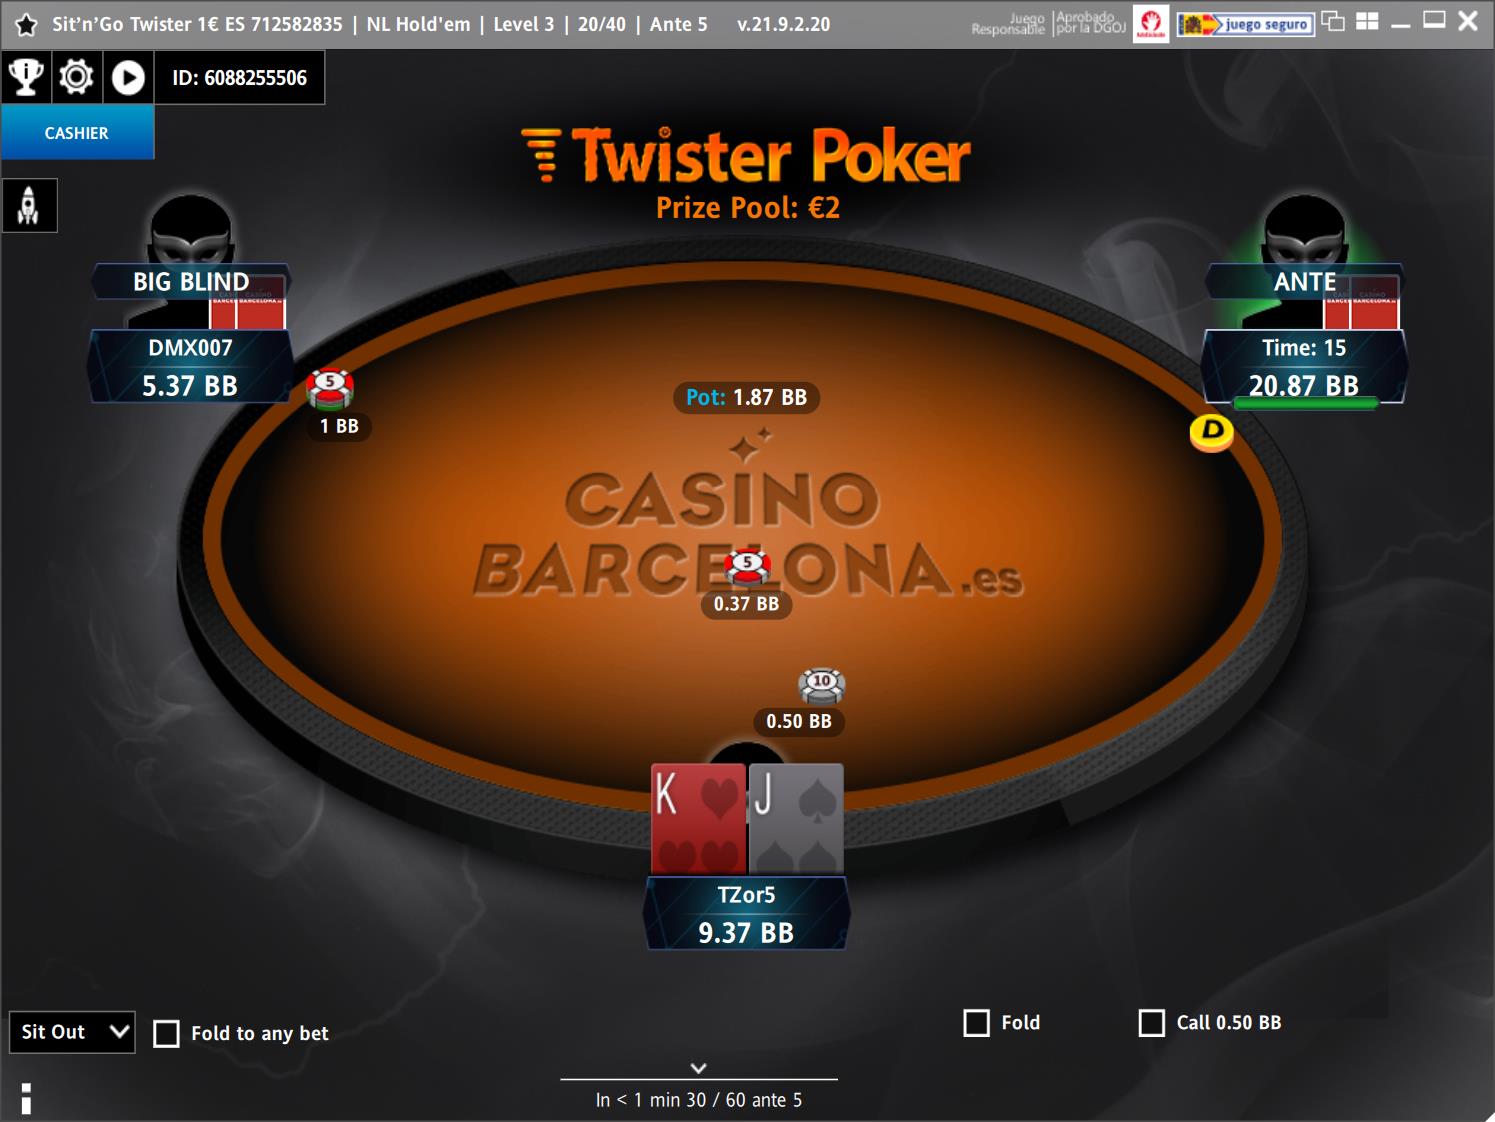 Sit’n’Go Twister 1€ ES 712582835 | NL Hold'em | Level 3 | 20/40 | Ante 5 v.21.9.2.20
Juego Responsable
Aprobado por la DGOJ
juego seguro
ID: 6088255506
CASHIER
Twister Poker
Prize Pool: €2
BIG BLIND
DMX007
5.37 BB
ANTE
Time: 15
20.87 BB
D
5
1 BB
Pot: 1.87 BB
CASINO
BARCELONA.es
5
0.37 BB
10
0.50 BB
K J
TZor5
9.37 BB
Sit Out
Fold to any bet
Fold
Call 0.50 BB
In < 1 min 30 / 60 ante 5